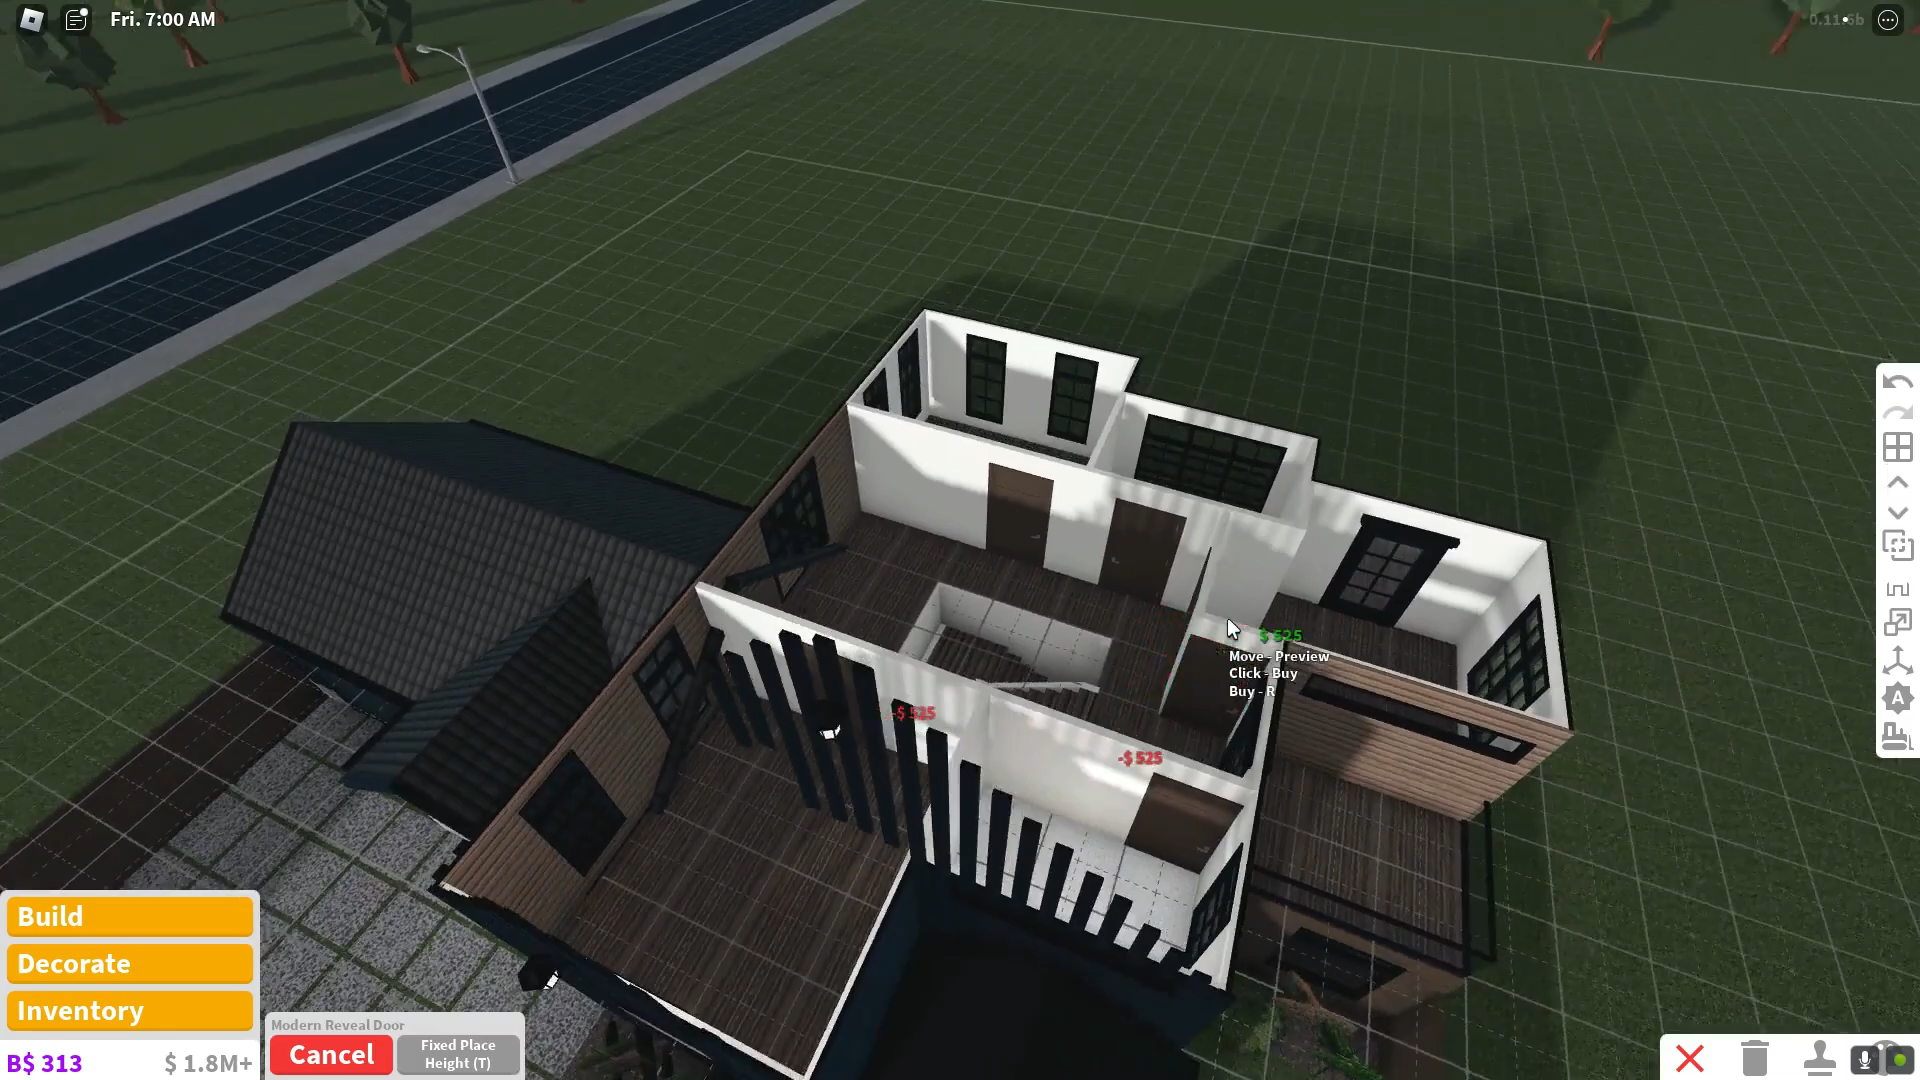 Fri. 7:00 AM
$ 525
Move - Preview
Click - Buy
Buy - R
-$ 525
-$ 525
Build
Decorate
Inventory
Modern Reveal Door
Cancel
Fixed Place
Height (T)
B$ 313
$ 1.8M+
A